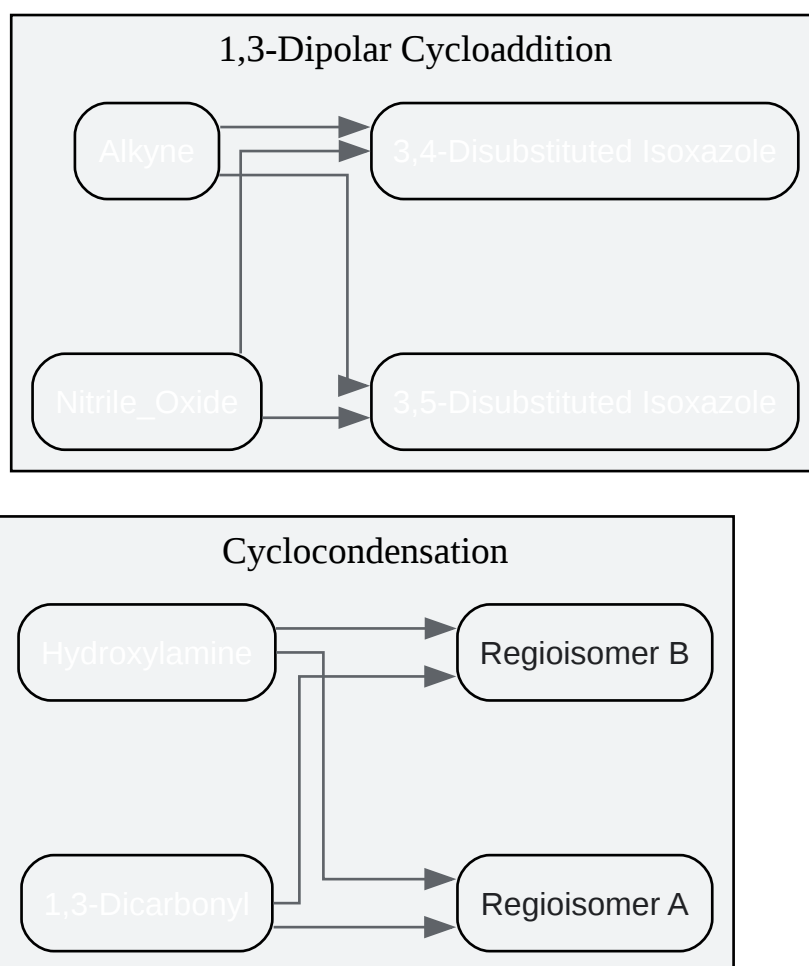 1,3-Dipolar Cycloaddition
Alkyne
3,4-Disubstituted Isoxazole
Nitrile_Oxide
3,5-Disubstituted Isoxazole
Cyclocondensation
Hydroxylamine
Regioisomer B
1,3-Dicarbonyl
Regioisomer A